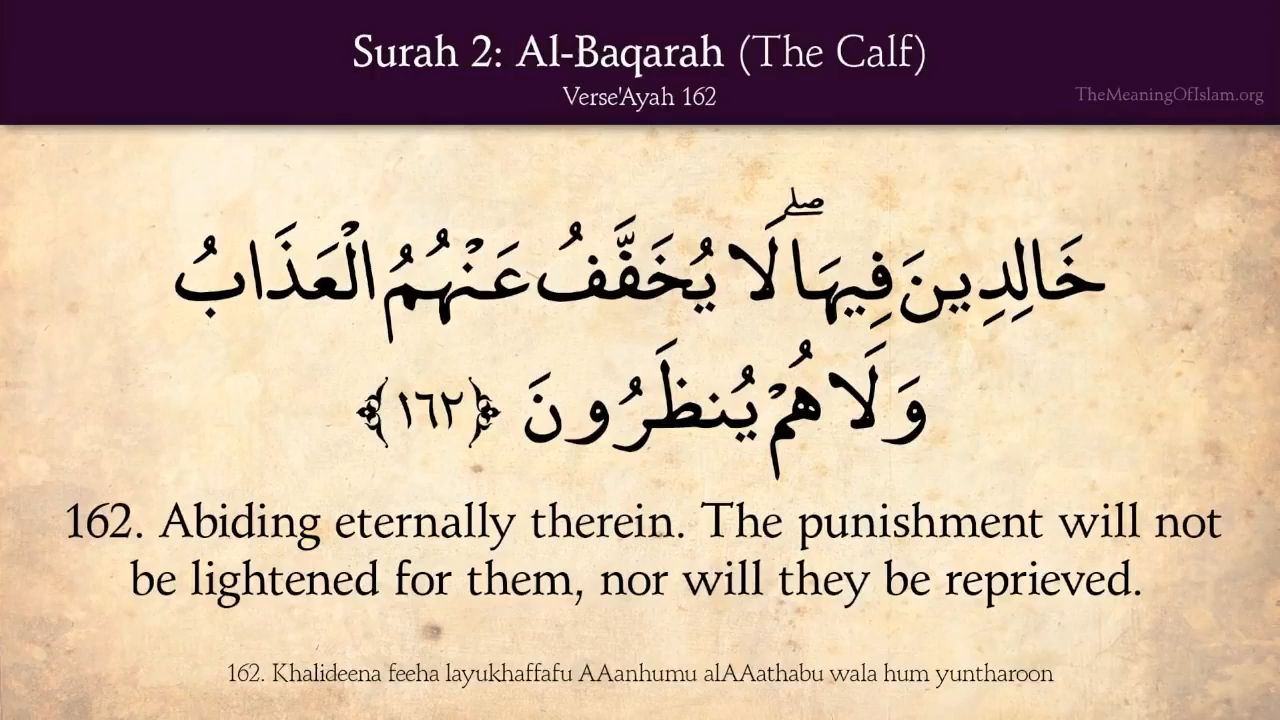 Surah 2: Al-Baqarah (The Calf)
Verse'Ayah 162
TheMeaningOfIslam.org
خَالِدِينَ فِيهَا ۖ لَا يُخَفَّفُ عَنْهُمُ الْعَذَابُ
وَلَا هُمْ يُنظَرُونَ ﴿١٦٢﴾
162. Abiding eternally therein. The punishment will not
be lightened for them, nor will they be reprieved.
162. Khalideena feeha layukhaffafu AAanhumu alAAathabu wala hum yuntharoon